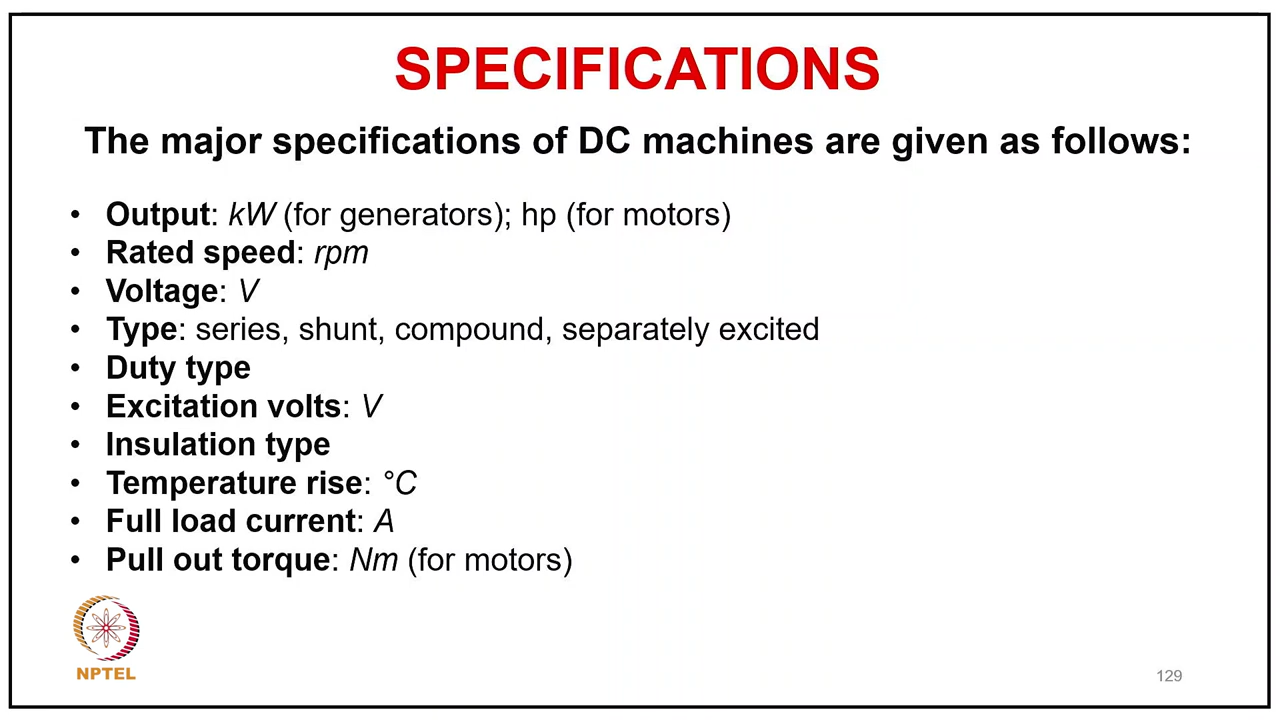 SPECIFICATIONS
The major specifications of DC machines are given as follows:
• Output: kW (for generators); hp (for motors)
• Rated speed: rpm
• Voltage: V
• Type: series, shunt, compound, separately excited
• Duty type
• Excitation volts: V
• Insulation type
• Temperature rise: °C
• Full load current: A
• Pull out torque: Nm (for motors)
NPTEL
129